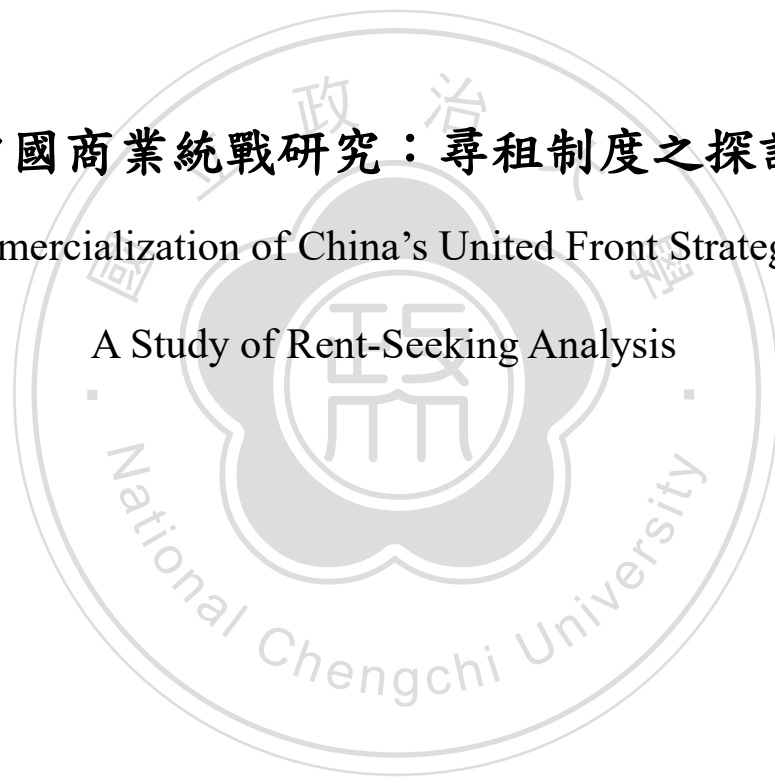 國商業統戰研究：尋租制度之探
mercialization of China’s United Front Strateg
A Study of Rent-Seeking Analysis
政治
National Chengchi University